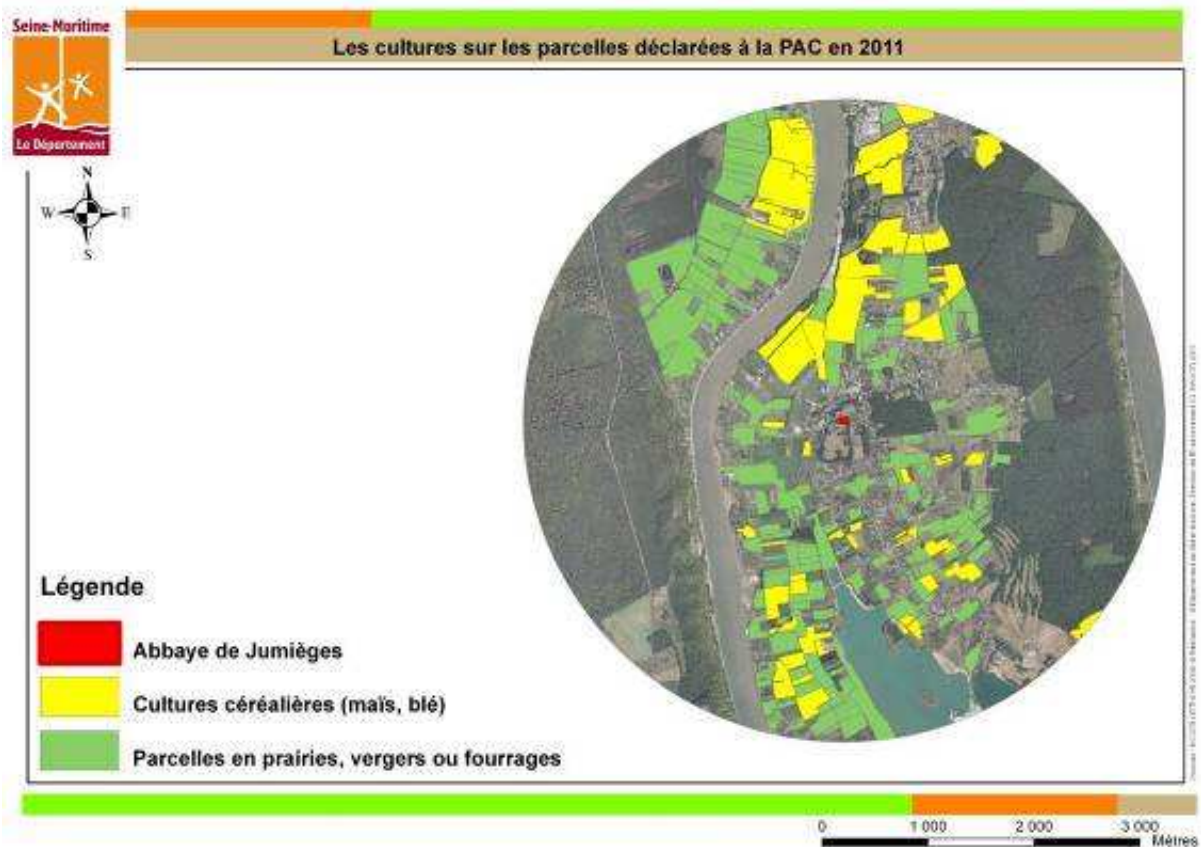 Seine-Maritime
Le Département
Les cultures sur les parcelles déclarées à la PAC en 2011
N
W
E
S
Légende
Abbaye de Jumièges
Cultures céréalières (maïs, blé)
Parcelles en prairies, vergers ou fourrages
0 1 000 2 000 3 000
Mètres